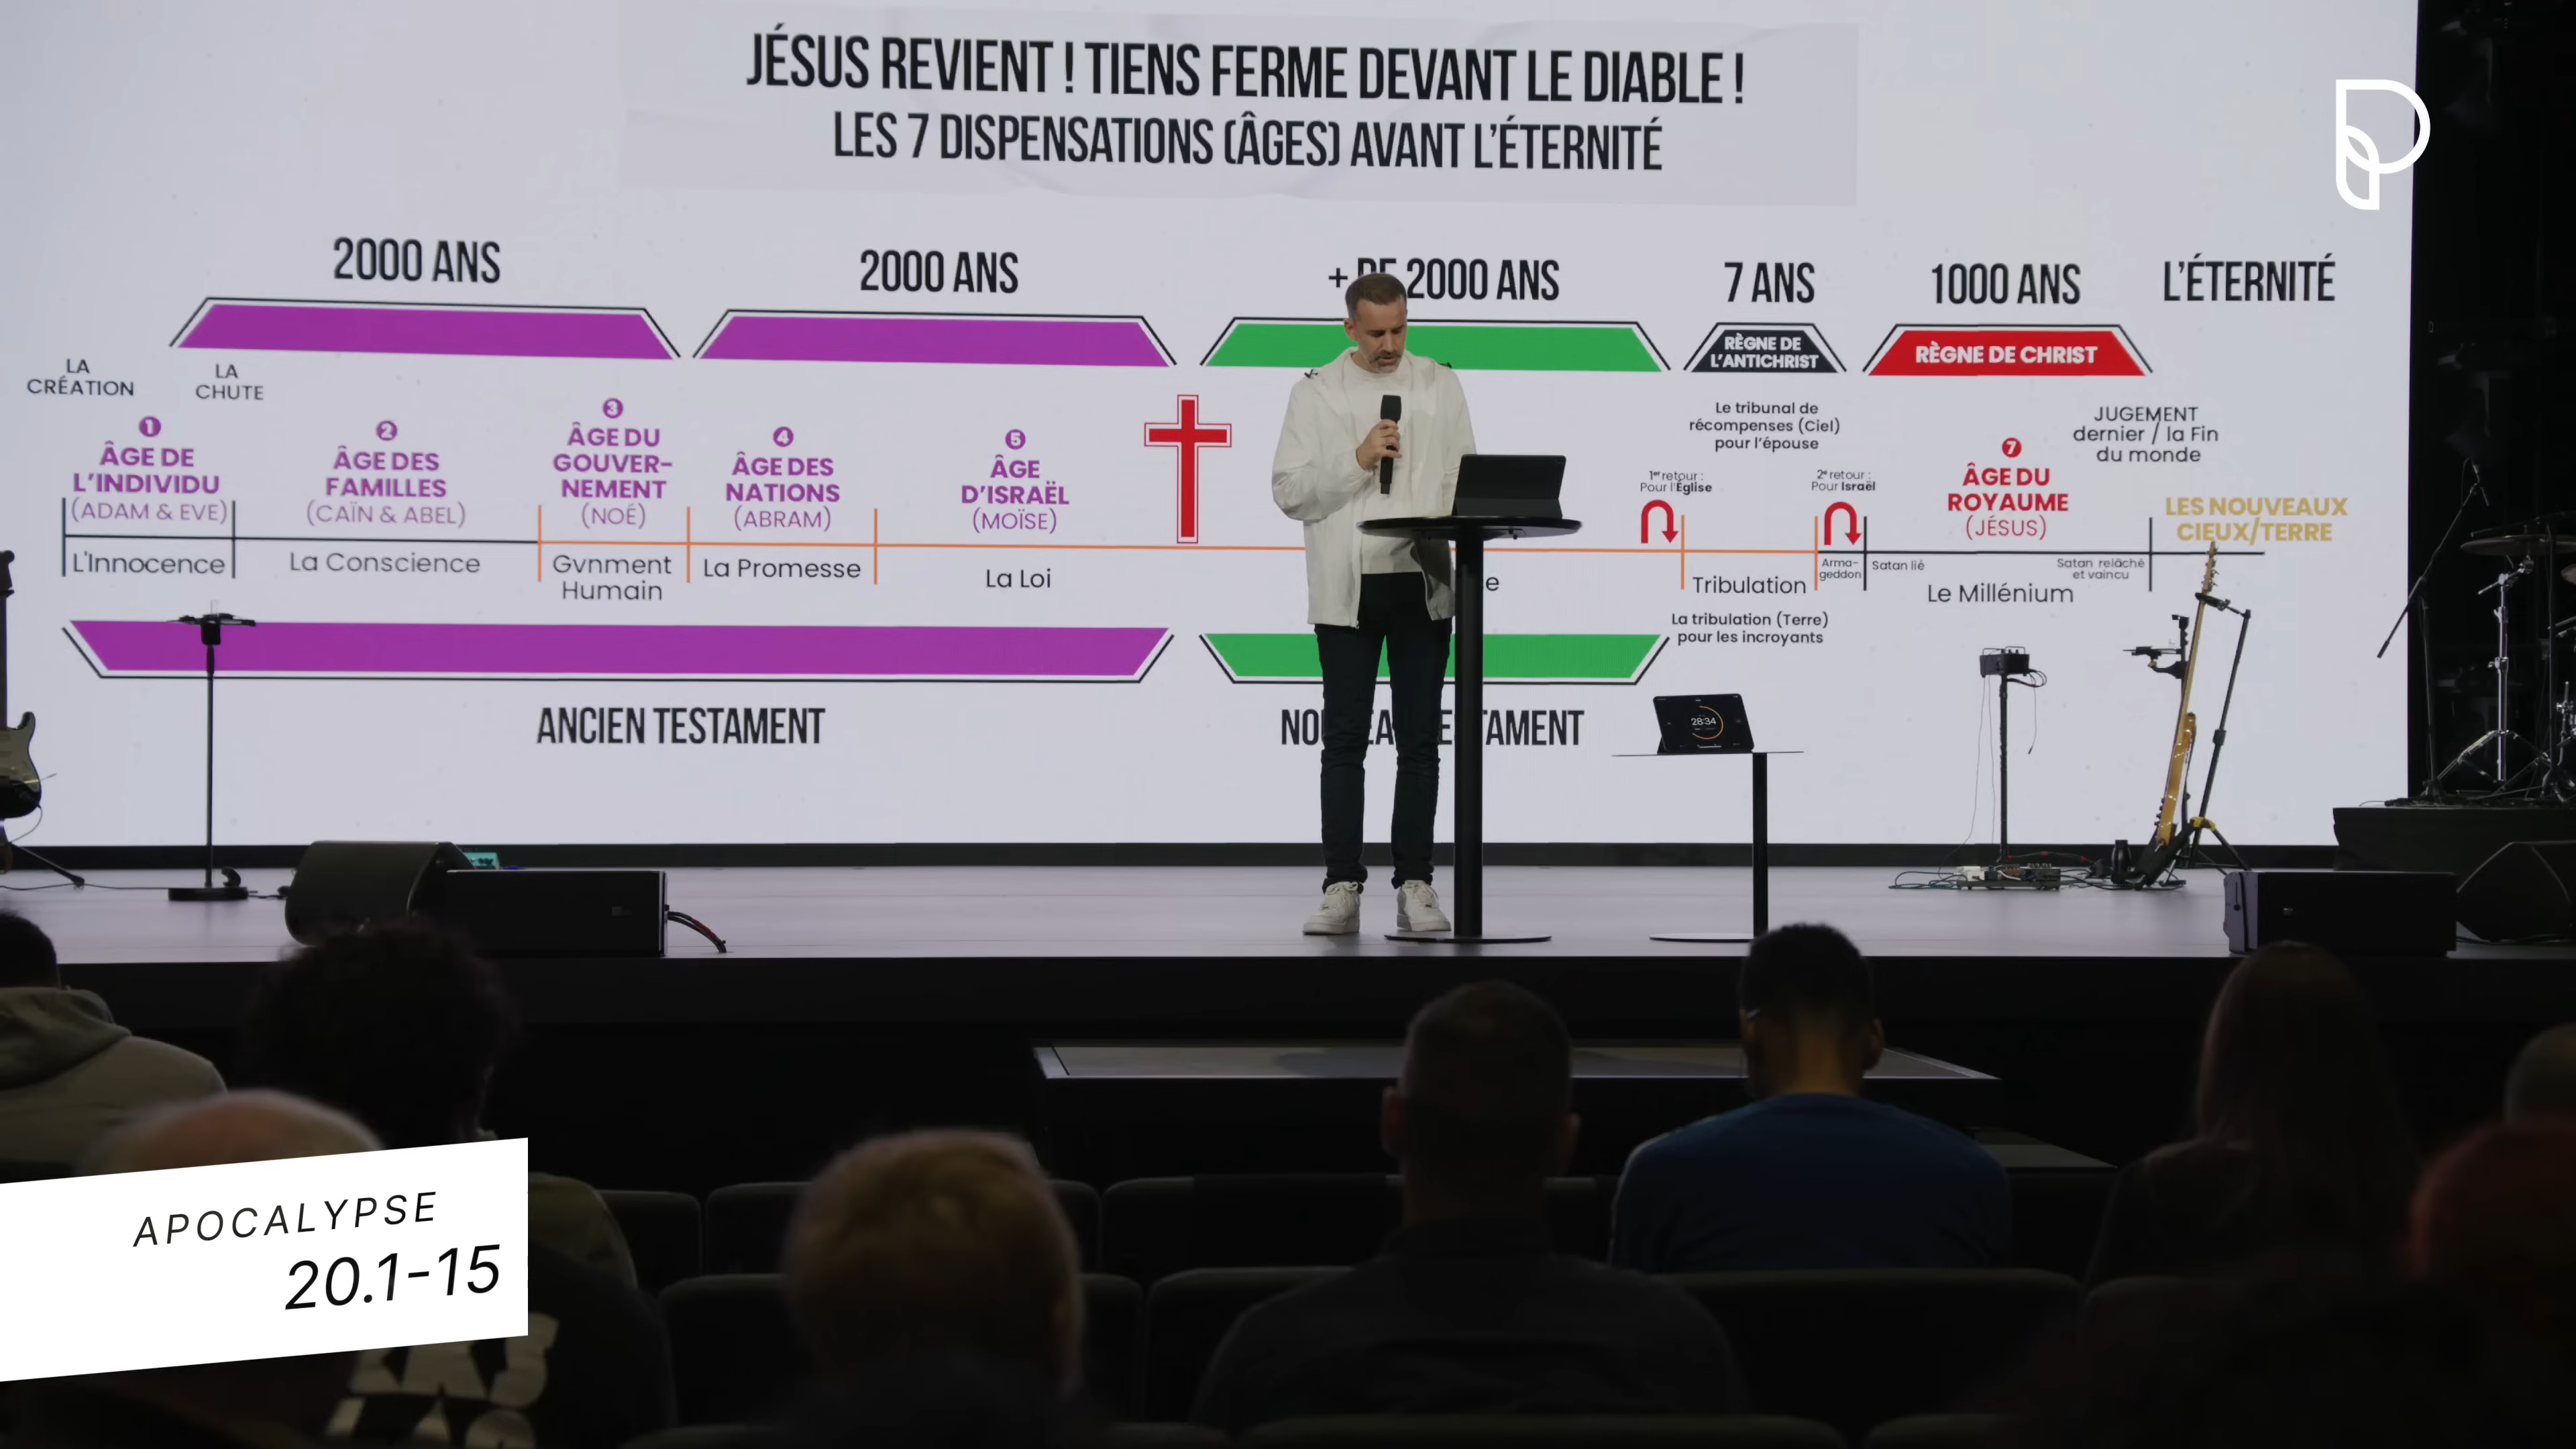 JÉSUS REVIENT ! TIENS FERME DEVANT LE DIABLE !
LES 7 DISPENSATIONS (ÂGES) AVANT L'ÉTERNITÉ
2000 ANS
2000 ANS
+ DE 2000 ANS
7 ANS
1000 ANS
L'ÉTERNITÉ
RÈGNE DE
L'ANTICHRIST
RÈGNE DE CHRIST
LA
CRÉATION
LA
CHUTE
1
ÂGE DE
L'INDIVIDU
(ADAM & EVE)
L'Innocence
2
ÂGE DES
FAMILLES
(CAÏN & ABEL)
La Conscience
3
ÂGE DU
GOUVER-
NEMENT
(NOÉ)
Gvnment
Humain
4
ÂGE DES
NATIONS
(ABRAM)
La Promesse
5
ÂGE
D'ISRAËL
(MOÏSE)
La Loi
e
Le tribunal de
récompenses (Ciel)
pour l'épouse
1er retour :
Pour l'Église
2e retour :
Pour Israël
Tribulation
La tribulation (Terre)
pour les incroyants
Arma-
geddon
Satan lié
7
ÂGE DU
ROYAUME
(JÉSUS)
Satan relâché
et vaincu
Le Millénium
JUGEMENT
dernier / la Fin
du monde
LES NOUVEAUX
CIEUX/TERRE
ANCIEN TESTAMENT
NOUVEAU TESTAMENT
28:34
APOCALYPSE
20.1-15